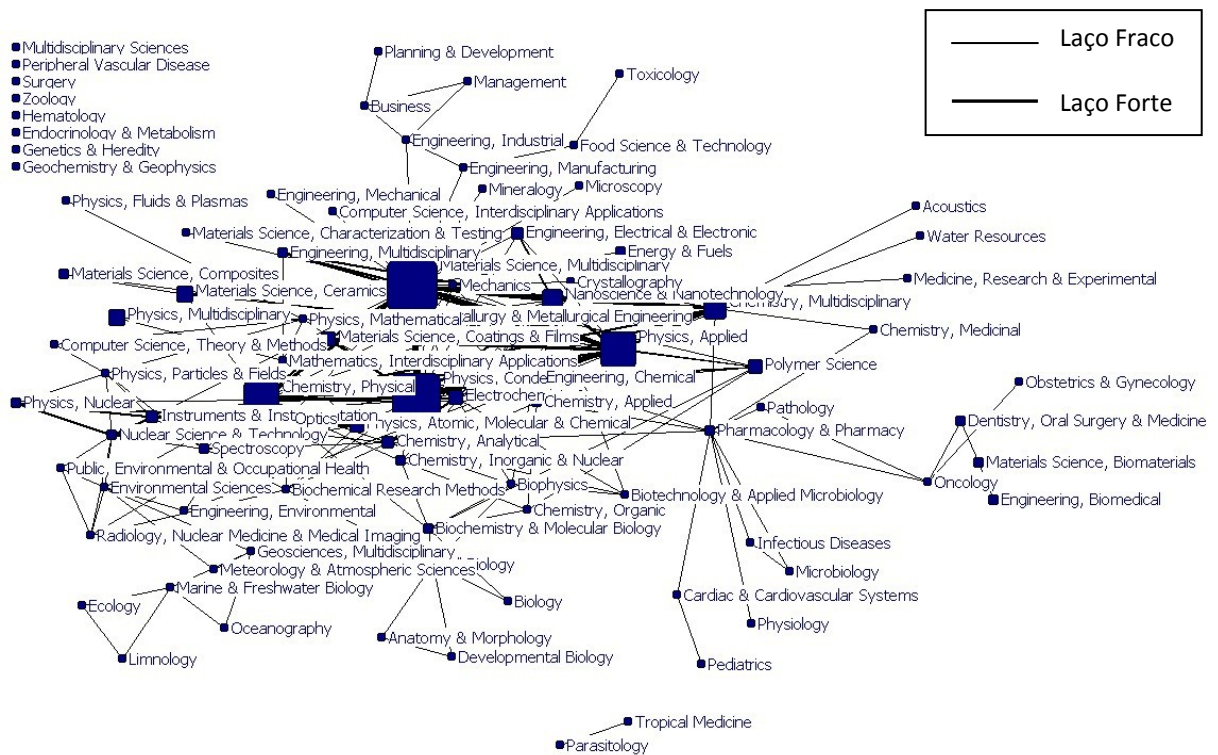 Laço Fraco
Laço Forte
Multidisciplinary Sciences
Peripheral Vascular Disease
Surgery
Zoology
Hematology
Endocrinology & Metabolism
Genetics & Heredity
Geochemistry & Geophysics
Planning & Development
Management
Toxicology
Business
Engineering, Industrial
Food Science & Technology
Engineering, Manufacturing
Mineralogy
Microscopy
Engineering, Mechanical
Physics, Fluids & Plasmas
Computer Science, Interdisciplinary Applications
Acoustics
Materials Science, Characterization & Testing
Engineering, Electrical & Electronic
Water Resources
Engineering, Multidisciplinary
Energy & Fuels
Materials Science, Multidisciplinary
Materials Science, Composites
Mechanics
Crystallography
Medicine, Research & Experimental
Materials Science, Ceramics
Nanoscience & Nanotechnology
Multidisciplinary
Physics, Multidisciplinary
Physics, Mathematical
& Metallurgical Engineering
Chemistry, Medicinal
Materials Science, Coatings & Films
Physics, Applied
Computer Science, Theory & Methods
Mathematics, Interdisciplinary Applications
Polymer Science
Physics, Particles & Fields
Chemistry, Physical
Physics,
Engineering, Chemical
Obstetrics & Gynecology
Physics, Nuclear
Chemistry, Applied
Pathology
Instruments &
Optics
Physics, Atomic, Molecular & Chemical
Pharmacology & Pharmacy
Dentistry, Oral Surgery & Medicine
Nuclear Science & Technology
Spectroscopy
Chemistry, Analytical
Chemistry, Inorganic & Nuclear
Materials Science, Biomaterials
Public, Environmental & Occupational Health
Oncology
Environmental Sciences
Biochemical Research Methods
Biophysics
Biotechnology & Applied Microbiology
Engineering, Biomedical
Engineering, Environmental
Chemistry, Organic
Biochemistry & Molecular Biology
Radiology, Nuclear Medicine & Medical Imaging
Infectious Diseases
Geosciences, Multidisciplinary
Meteorology & Atmospheric Sciences
Microbiology
Marine & Freshwater Biology
Cardiac & Cardiovascular Systems
Ecology
Biology
Oceanography
Physiology
Anatomy & Morphology
Limnology
Developmental Biology
Pediatrics
Tropical Medicine
Parasitology